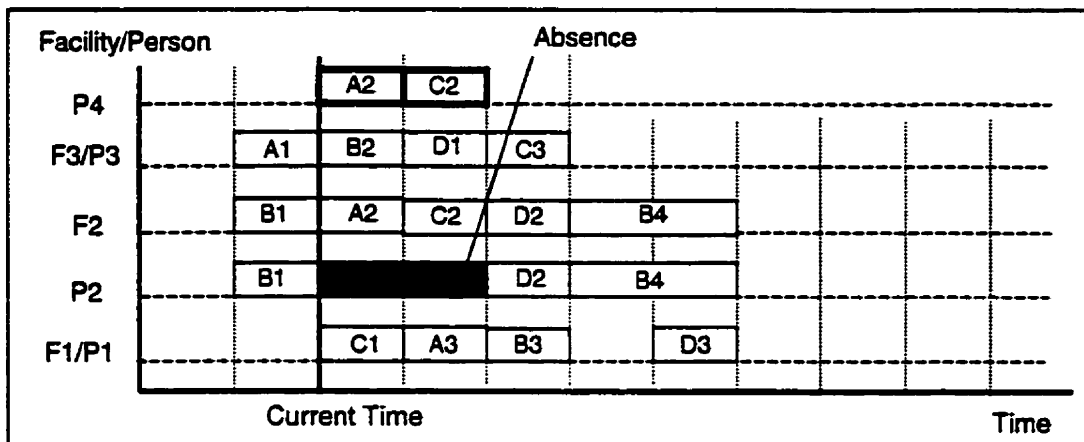 Facility/Person
Absence
P4 A2 C2
F3/P3 A1 B2 D1 C3
F2 B1 A2 C2 D2 B4
P2 B1 D2 B4
F1/P1 C1 A3 B3 D3
Current Time
Time